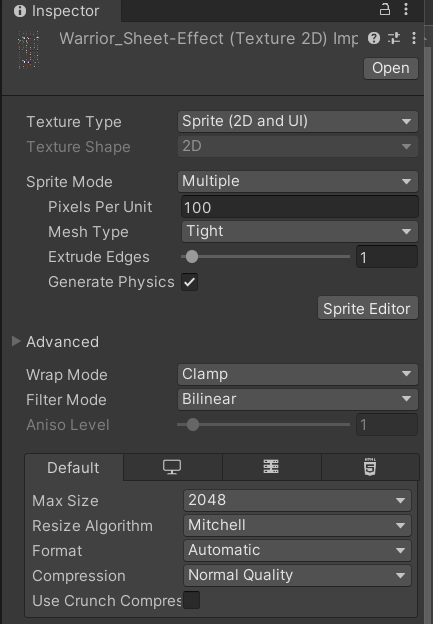 Inspector
Warrior_Sheet-Effect (Texture 2D) Imp
Open
Texture Type Sprite (2D and UI)
Texture Shape 2D
Sprite Mode Multiple
Pixels Per Unit 100
Mesh Type Tight
Extrude Edges 1
Generate Physics
Sprite Editor
Advanced
Wrap Mode Clamp
Filter Mode Bilinear
Aniso Level 1
Default HTML
Max Size 2048
Resize Algorithm Mitchell
Format Automatic
Compression Normal Quality
Use Crunch Compres